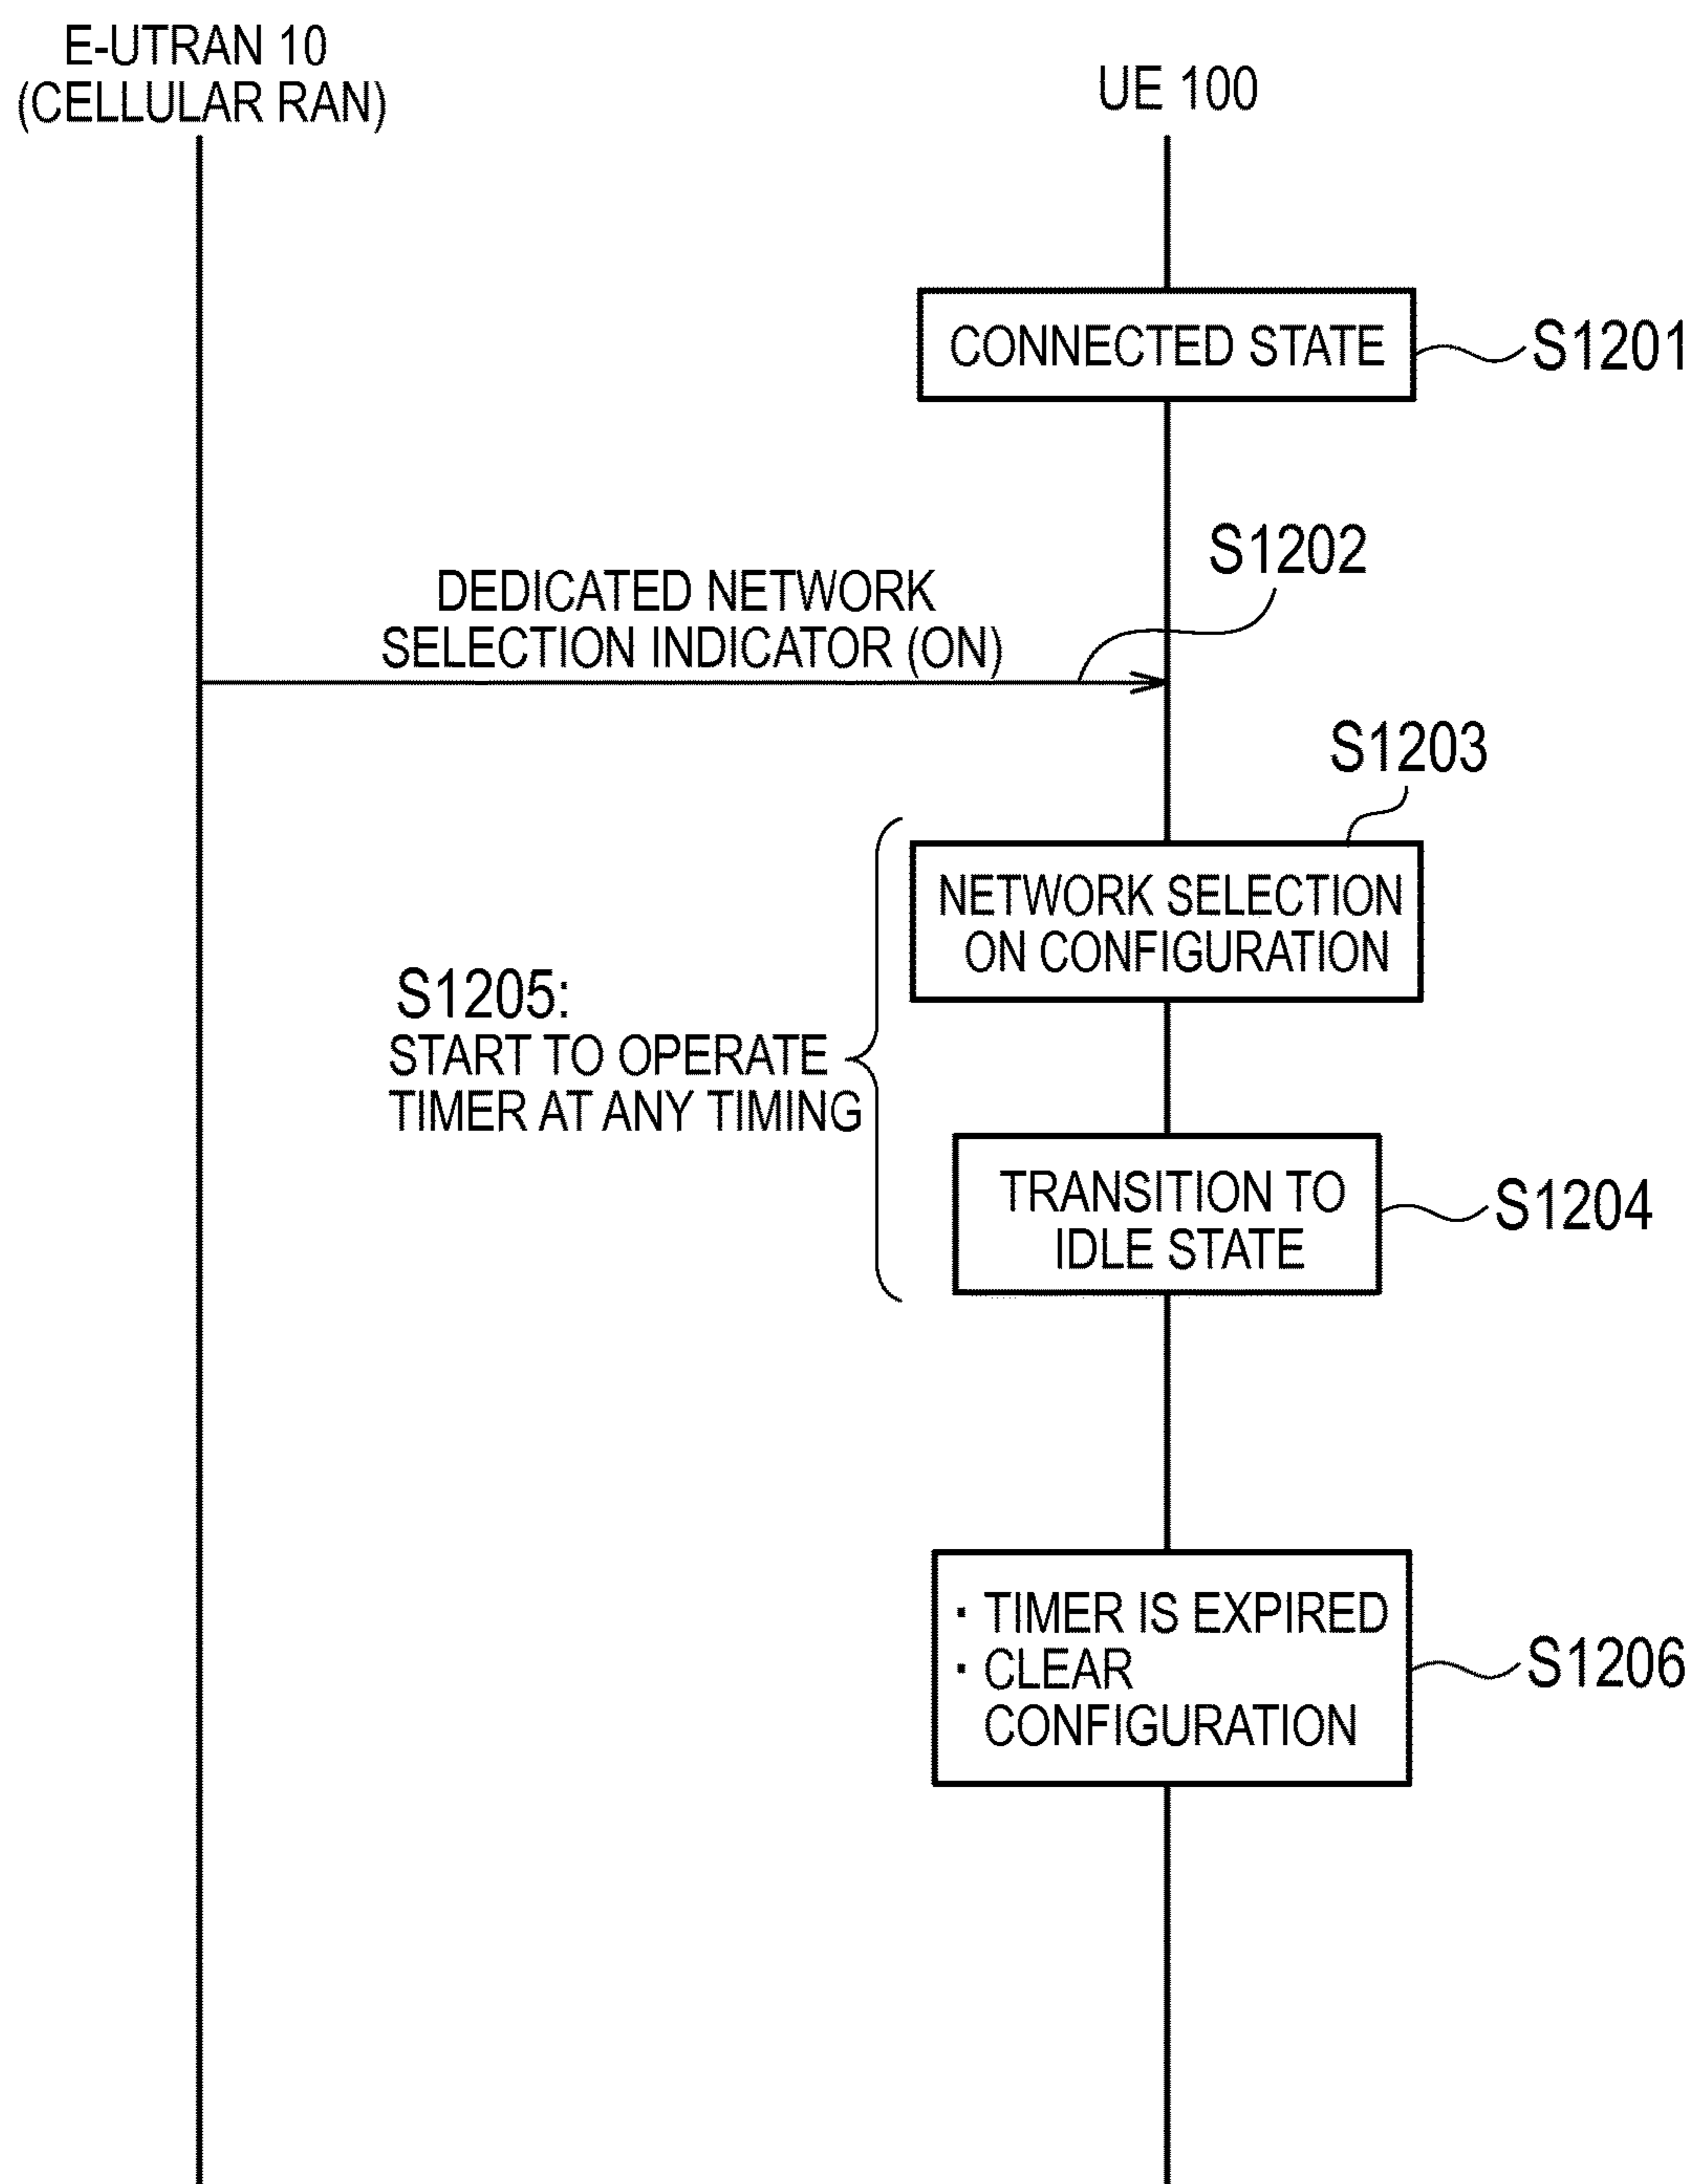 E-UTRAN 10
(CELLULAR RAN)
UE 100
CONNECTED STATE
S1201
S1202
DEDICATED NETWORK
SELECTION INDICATOR (ON)
S1203
NETWORK SELECTION
ON CONFIGURATION
S1205:
START TO OPERATE
TIMER AT ANY TIMING
TRANSITION TO
IDLE STATE
S1204
· TIMER IS EXPIRED
· CLEAR
CONFIGURATION
S1206